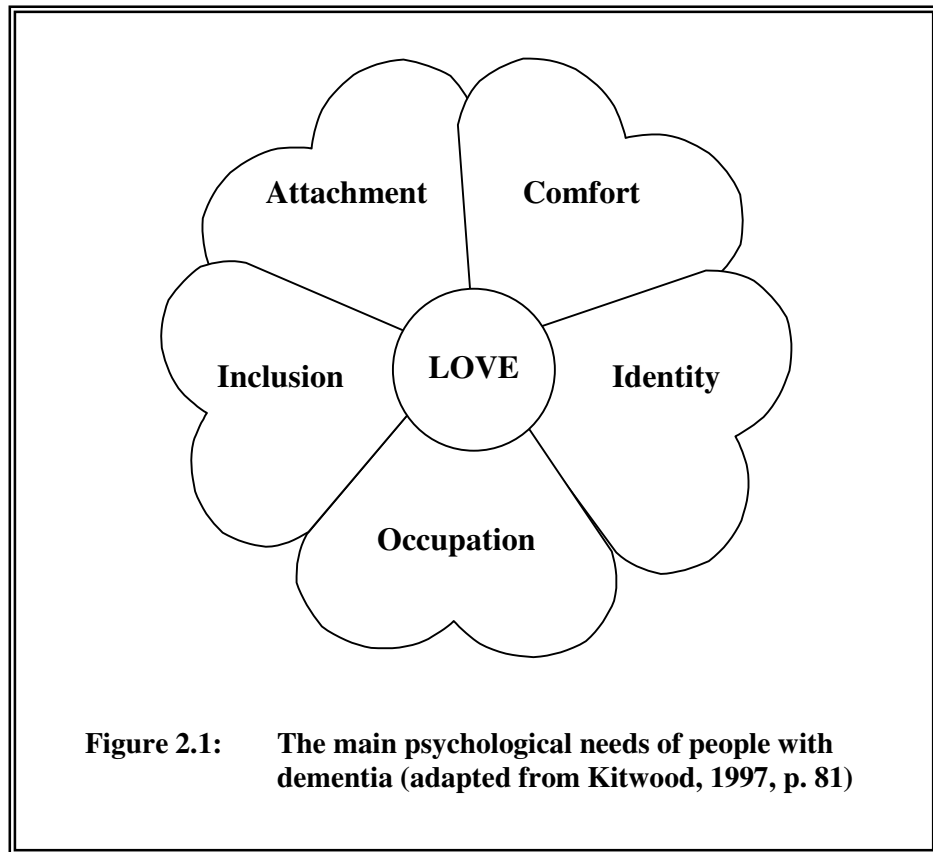 Attachment
Comfort
Inclusion
LOVE
Identity
Occupation
Figure 2.1: The main psychological needs of people with
dementia (adapted from Kitwood, 1997, p. 81)